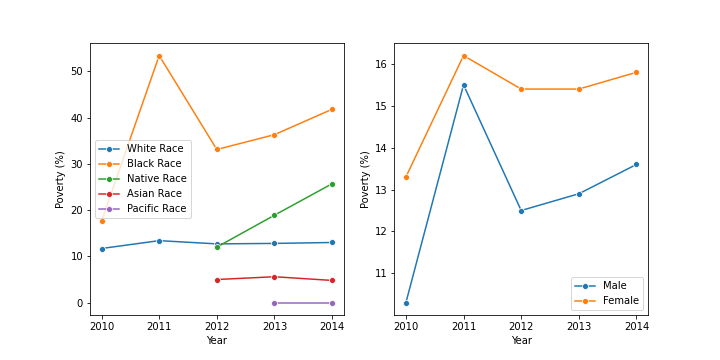 50
40
30
20
10
0
Poverty (%)
White Race
Black Race
Native Race
Asian Race
Pacific Race
2010 2011 2012 2013 2014
Year
16
15
14
13
12
11
Poverty (%)
Male
Female
2010 2011 2012 2013 2014
Year